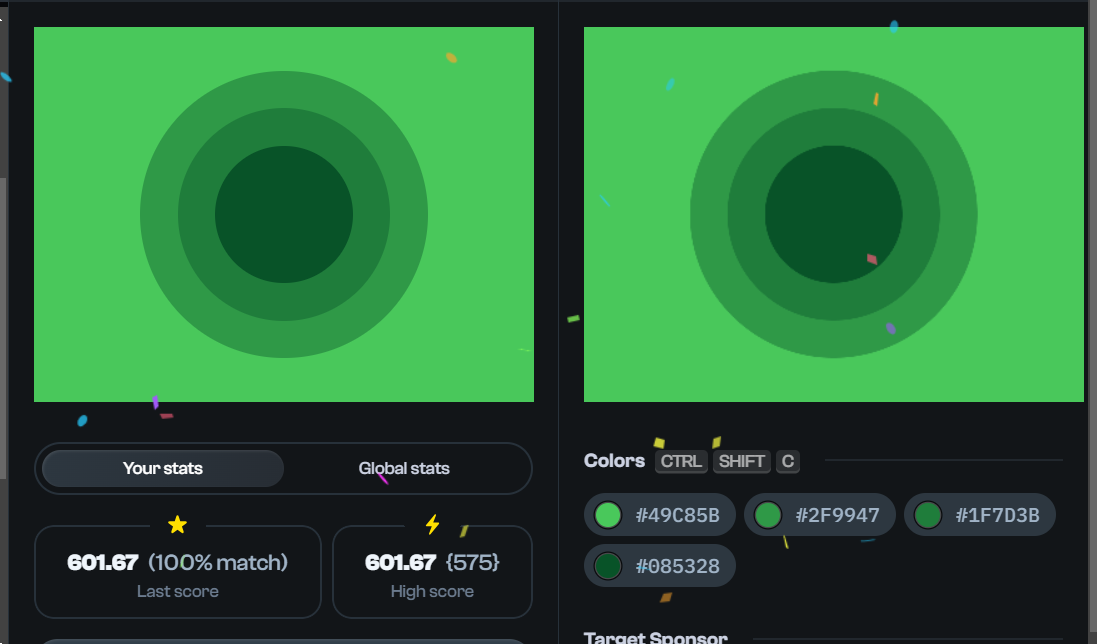 Your stats
Global stats
601.67 (100% match)
Last score
601.67 {575}
High score
Colors CTRL SHIFT C
#49C85B
#2F9947
#1F7D3B
#085328
Target Sponsor